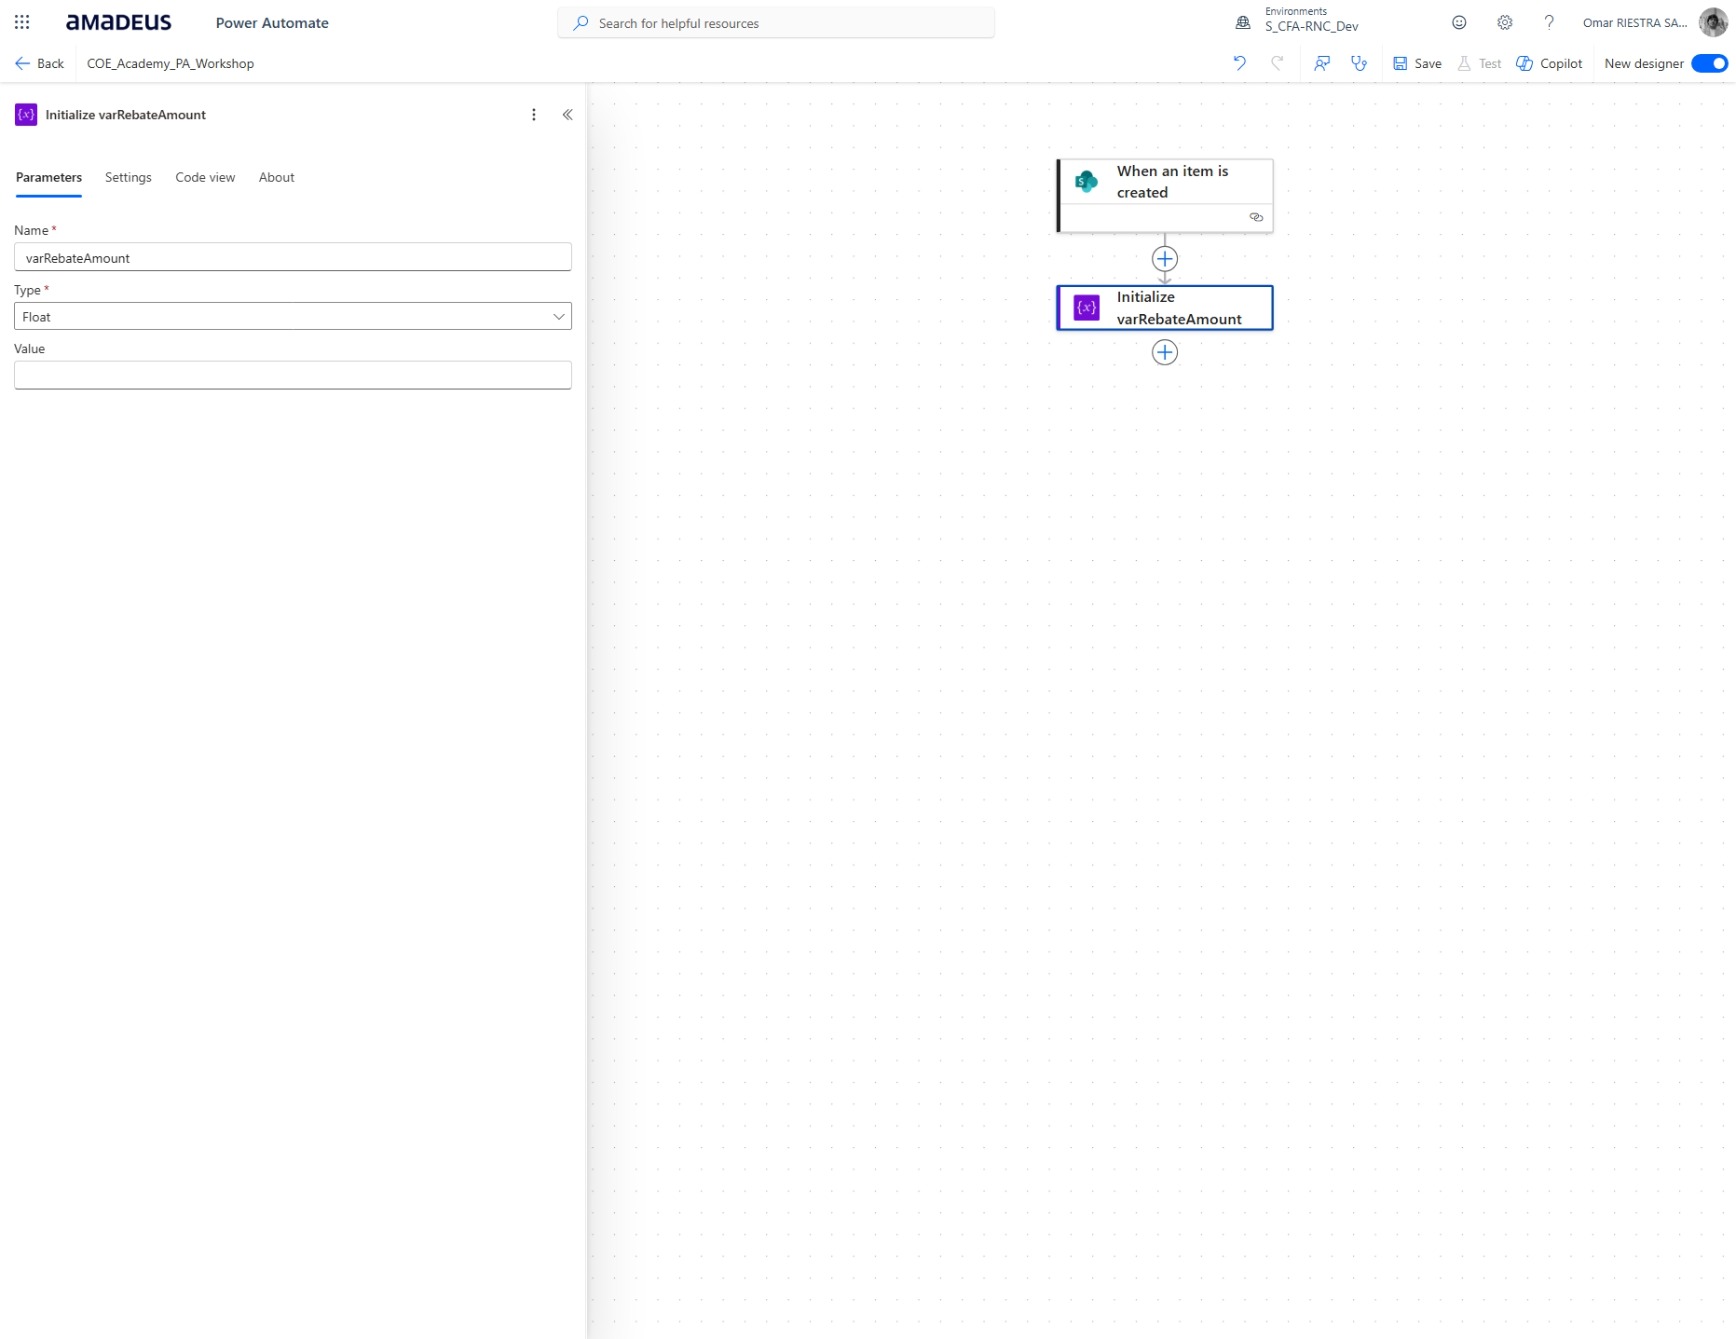 amadeus
Power Automate
Search for helpful resources
Environments
S_CFA-RNC_Dev
Omar RIESTRA SA...
Back
COE_Academy_PA_Workshop
Save
Test
Copilot
New designer
{x}
Initialize varRebateAmount
Parameters
Settings
Code view
About
Name *
varRebateAmount
Type *
Float
Value
S
When an item is
created
{x}
Initialize
varRebateAmount